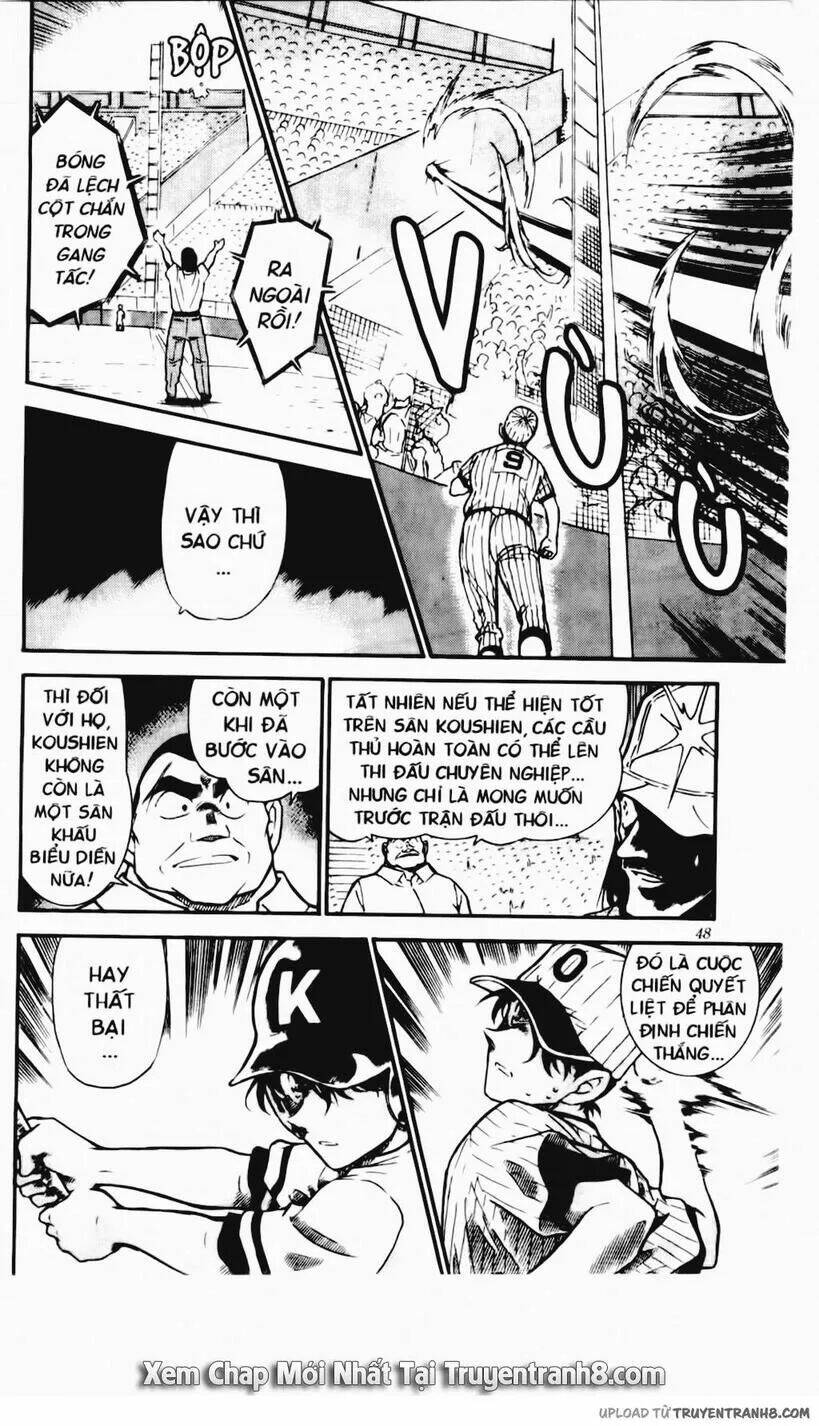 VÚÙ
9
BỘP
RA
NGOÀI
RỒI!
BÓNG
ĐÃ LỆCH
CỘT CHẮN
TRONG
GANG
TẤC!
VẬY THÌ
SAO CHỨ
...
TẤT NHIÊN NẾU THỂ HIỆN TỐT
TRÊN SÂN KOUSHIEN, CÁC CẦU
THỦ HOÀN TOÀN CÓ THỂ LÊN
THI ĐẤU CHUYÊN NGHIỆP...
NHƯNG CHỈ LÀ MONG MUỐN
TRƯỚC TRẬN ĐẤU THÔI...
CÒN MỘT
KHI ĐÃ
BƯỚC VÀO
SÂN...
THÌ ĐỐI
VỚI HỌ,
KOUSHIEN
KHÔNG
CÒN LÀ
MỘT SÂN
KHẤU
BIỂU DIỄN
NỮA!
48
ĐÓ LÀ CUỘC
CHIẾN QUYẾT
LIỆT ĐỂ PHÂN
ĐỊNH CHIẾN
THẮNG...
O
HAY
THẤT
BẠI
...
K
Xem Chap Mới Nhất Tại Truyentranh8.com
UPLOAD TỪ TRUYENTRANH8.COM